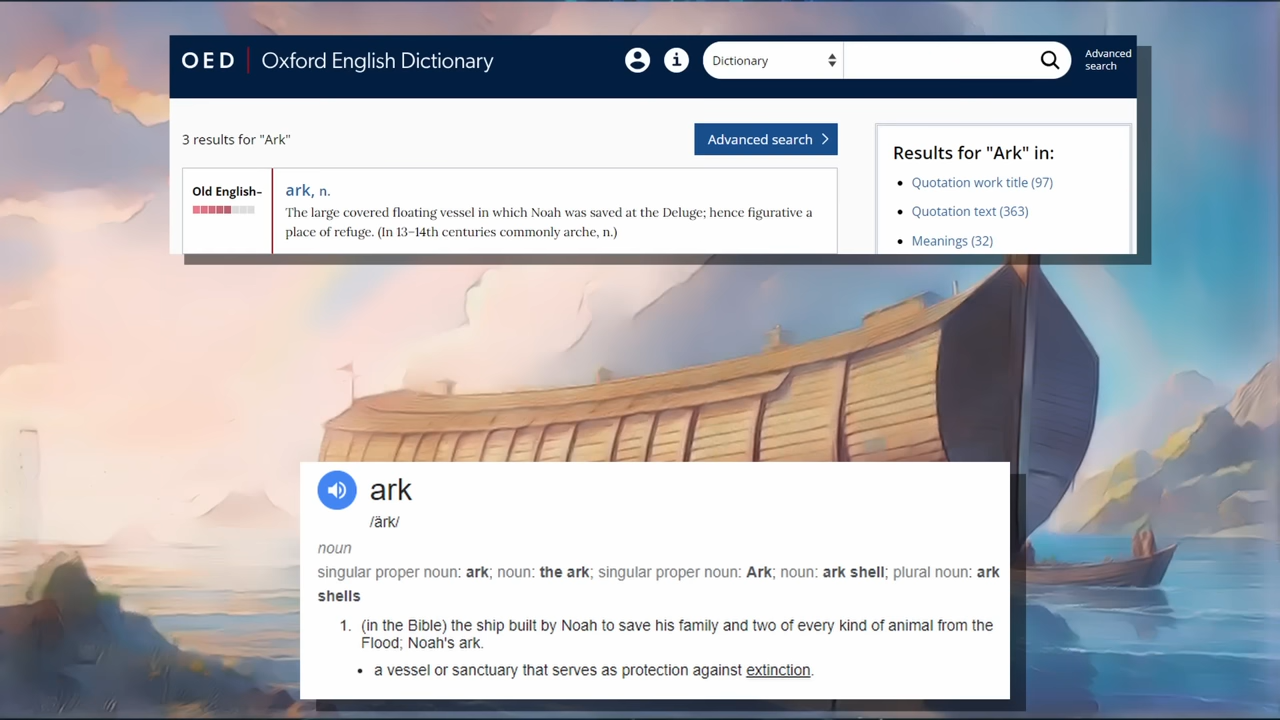 OED | Oxford English Dictionary
Dictionary
Advanced
search
3 results for "Ark"
Advanced search
Old English–
ark, n.
The large covered floating vessel in which Noah was saved at the Deluge; hence figurative a
place of refuge. (In 13–14th centuries commonly arche, n.)
Results for "Ark" in:
• Quotation work title (97)
• Quotation text (363)
• Meanings (32)
ark
/ärk/
noun
singular proper noun: ark; noun: the ark; singular proper noun: Ark; noun: ark shell; plural noun: ark
shells
1. (in the Bible) the ship built by Noah to save his family and two of every kind of animal from the
Flood; Noah's ark.
• a vessel or sanctuary that serves as protection against extinction.